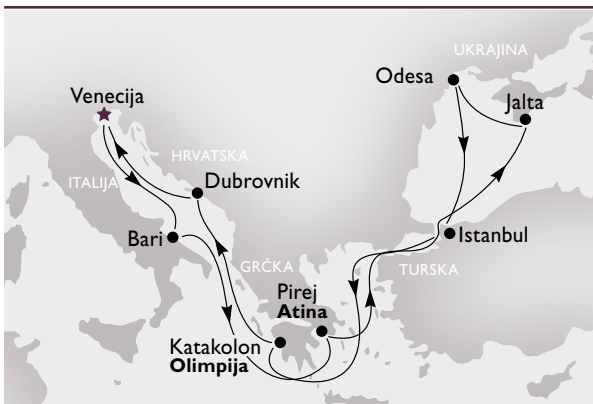 UKRAJINA
Odesa
Jalta
Venecija
HRVATSKA
ITALIJA
Dubrovnik
Bari
Istanbul
GRČKA
TURSKA
Pirej
Atina
Katakolon
Olimpija